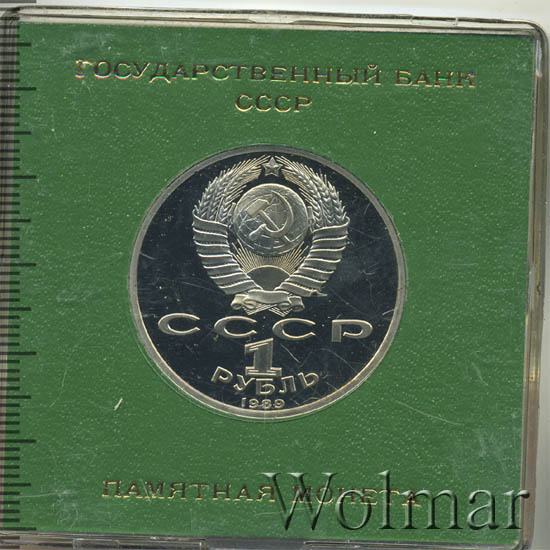 ГОСУДАРСТВЕННЫЙ БАНК
СССР
СССР
1
РУБЛЬ
1989
ПАМЯТНАЯ МОНЕТА
Wolmar